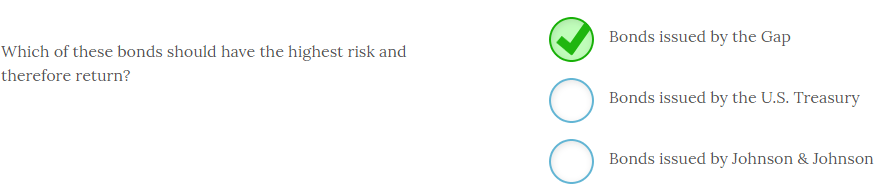 Which of these bonds should have the highest risk and
therefore return?
Bonds issued by the Gap
Bonds issued by the U.S. Treasury
Bonds issued by Johnson & Johnson